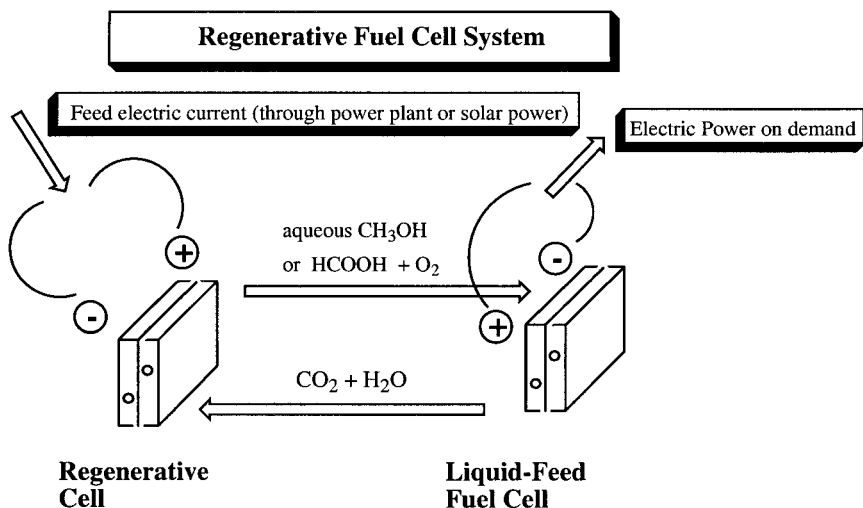 Regenerative Fuel Cell System
Feed electric current (through power plant or solar power)
Electric Power on demand
aqueous CH₃OH
or HCOOH + O₂
+
-
-
+
CO₂ + H₂O
Regenerative
Cell
Liquid-Feed
Fuel Cell